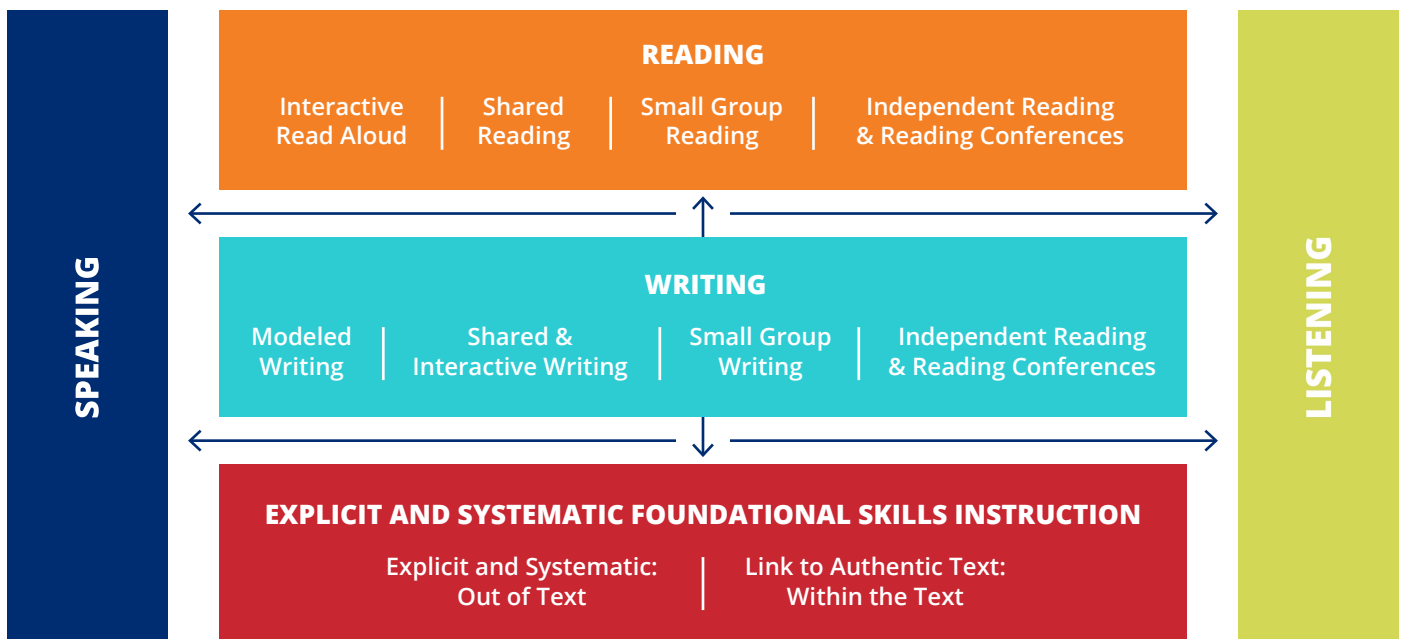 SPEAKING
READING
Interactive
Read Aloud
Shared
Reading
Small Group
Reading
Independent Reading
& Reading Conferences
WRITING
Modeled
Writing
Shared &
Interactive Writing
Small Group
Writing
Independent Reading
& Reading Conferences
EXPLICIT AND SYSTEMATIC FOUNDATIONAL SKILLS INSTRUCTION
Explicit and Systematic:
Out of Text
Link to Authentic Text:
Within the Text
LISTENING